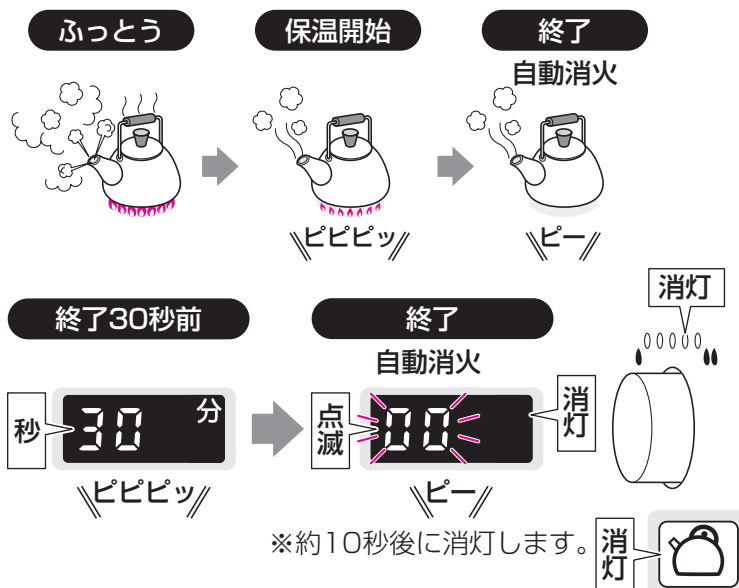 ふっとう
保温開始
終了
自動消火
ピピピッ
ピー
終了30秒前
終了
自動消火
消灯
秒
30
分
点滅
00
消灯
ピピピッ
ピー
※約10秒後に消灯します。
消灯